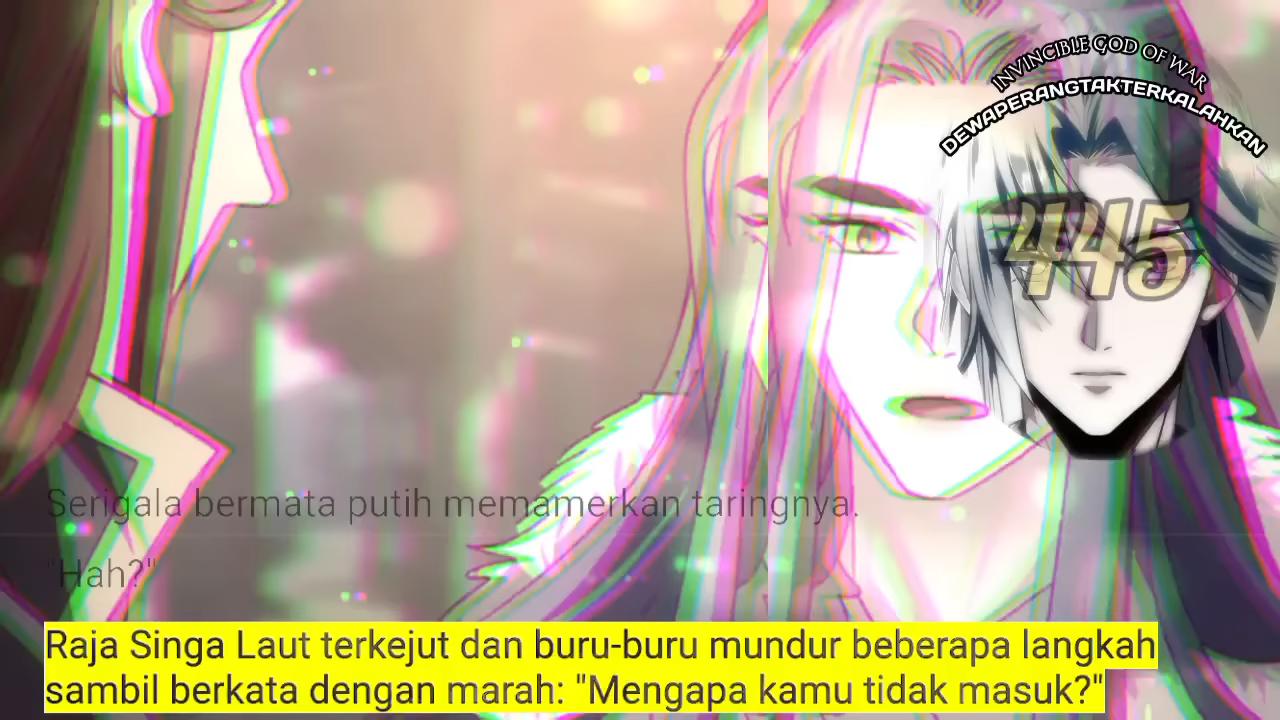 INVINCIBLE GOD OF WAR
DEWAPERANGTAKTERKALAHKAN
445
Serigala bermata putih memamerkan taringnya.
"Hah?"
Raja Singa Laut terkejut dan buru-buru mundur beberapa langkah
sambil berkata dengan marah: "Mengapa kamu tidak masuk?"